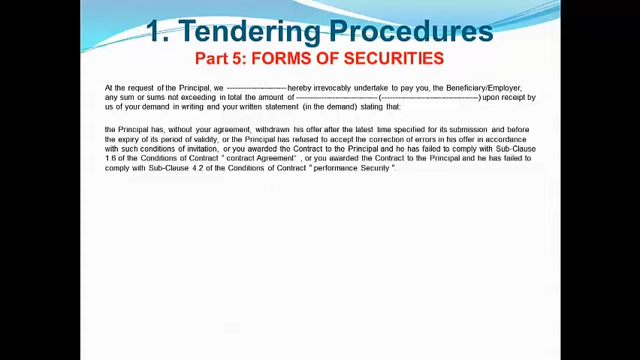 1. Tendering Procedures
Part 5: FORMS OF SECURITIES
At the request of the Principal, we ---------------------hereby irrevocably undertake to pay you, the Beneficiary/Employer,
any sum or sums not exceeding in total the amount of -----------------------------(----------------------------------) upon receipt by
us of your demand in writing and your written statement (in the demand) stating that:
the Principal has, without your agreement, withdrawn his offer after the latest time specified for its submission and before
the expiry of its period of validity, or the Principal has refused to accept the correction of errors in his offer in accordance
with such conditions of invitation, or you awarded the Contract to the Principal and he has failed to comply with Sub-Clause
1.6 of the Conditions of Contract " contract Agreement" , or you awarded the Contract to the Principal and he has failed to
comply with Sub-Clause 4.2 of the Conditions of Contract " performance Security ".